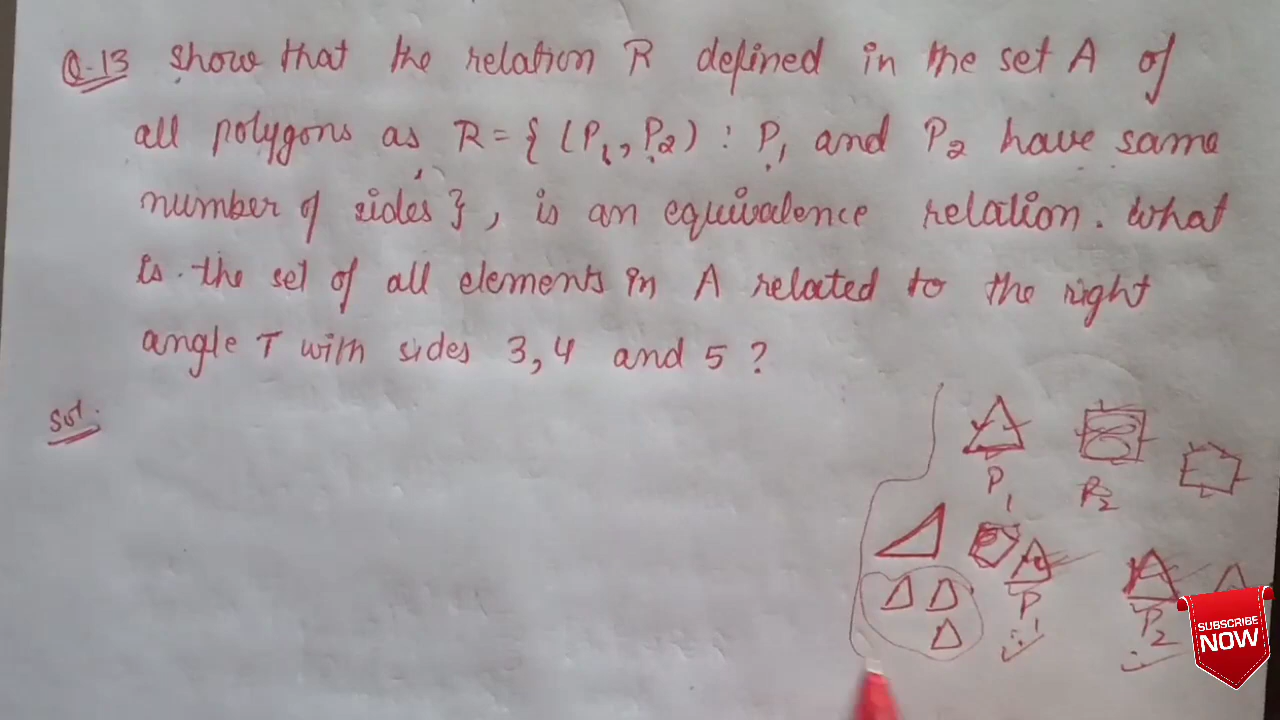 Q.13 Show that the relation R defined in the set A of
all polygons as R = { (P₁, P₂) : P₁ and P₂ have same
number of sides }, is an equivalence relation. What
is the set of all elements in A related to the right
angle T with sides 3, 4 and 5 ?
Sol.
P₁ P₂
P₁ P₂
SUBSCRIBE
NOW